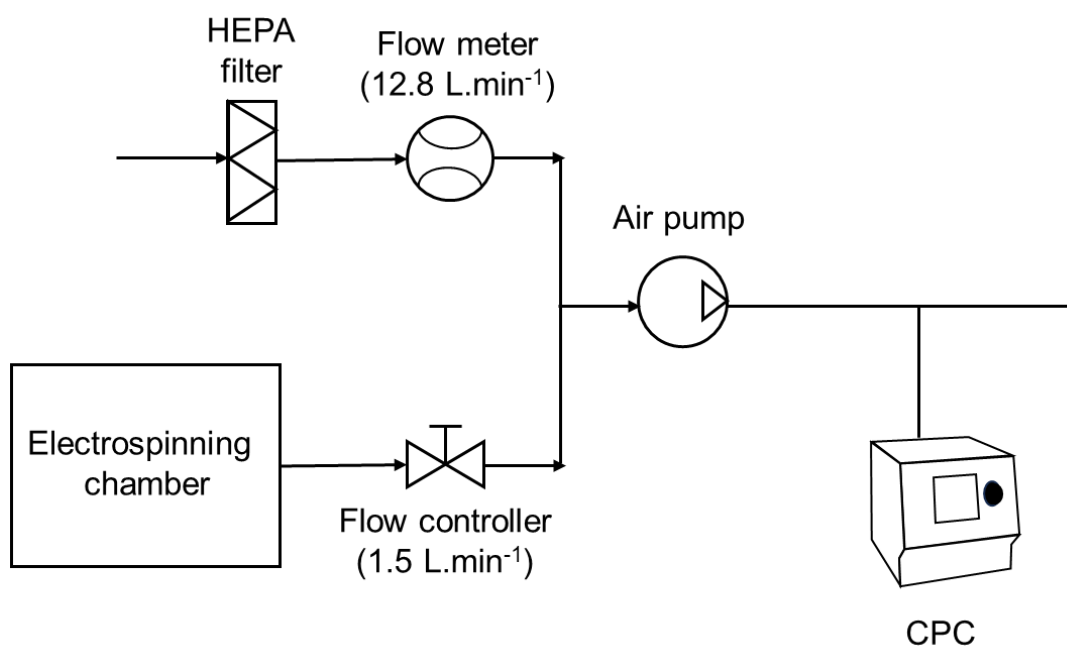 HEPA
filter
Flow meter
(12.8 L.min⁻¹)
Air pump
Electrospinning
chamber
Flow controller
(1.5 L.min⁻¹)
CPC